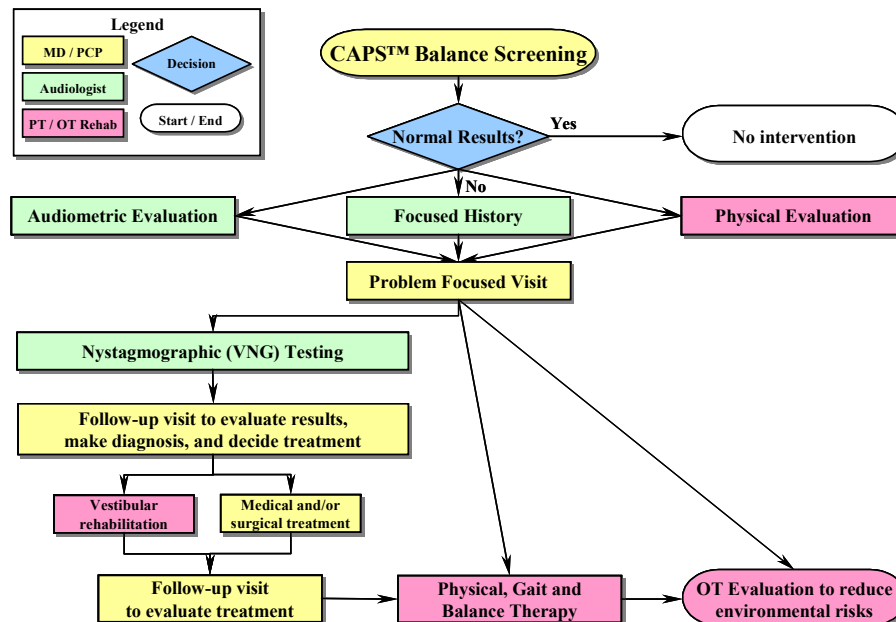 Legend
MD / PCP
Decision
Audiologist
PT / OT Rehab
Start / End
CAPS™ Balance Screening
Normal Results?
Yes
No intervention
No
Audiometric Evaluation
Focused History
Physical Evaluation
Problem Focused Visit
Nystagmographic (VNG) Testing
Follow-up visit to evaluate results,
make diagnosis, and decide treatment
Vestibular
rehabilitation
Medical and/or
surgical treatment
Follow-up visit
to evaluate treatment
Physical, Gait and
Balance Therapy
OT Evaluation to reduce
environmental risks